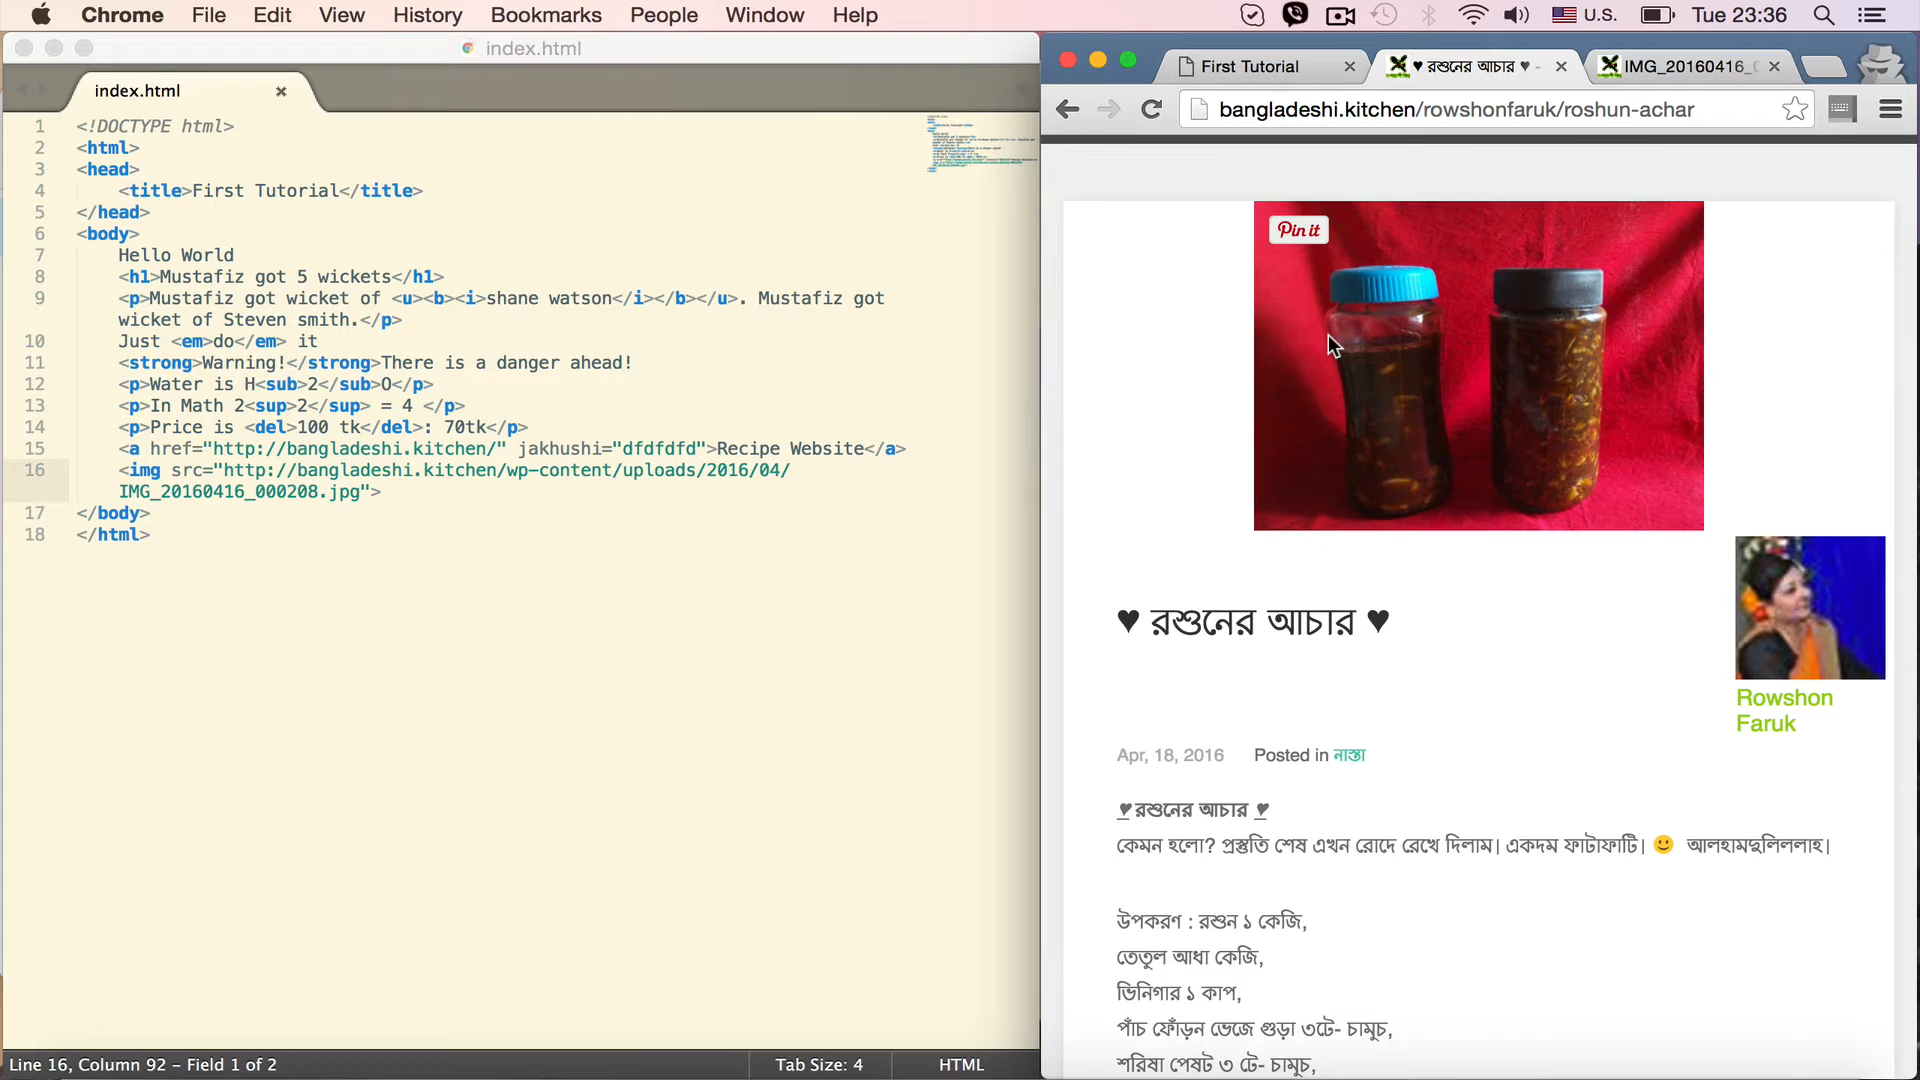 Chrome File Edit View History Bookmarks People Window Help U.S. Tue 23:36
index.html
index.html
1 <!DOCTYPE html>
2 <html>
3 <head>
4 <title>First Tutorial</title>
5 </head>
6 <body>
7 Hello World
8 <h1>Mustafiz got 5 wickets</h1>
9 <p>Mustafiz got wicket of <u><b><i>shane watson</i></b></u>. Mustafiz got
wicket of Steven smith.</p>
10 Just <em>do</em> it
11 <strong>Warning!</strong>There is a danger ahead!
12 <p>Water is H<sub>2</sub>O</p>
13 <p>In Math 2<sup>2</sup> = 4 </p>
14 <p>Price is <del>100 tk</del>: 70tk</p>
15 <a href="http://bangladeshi.kitchen/" jakhushi="dfdfdfd">Recipe Website</a>
16 <img src="http://bangladeshi.kitchen/wp-content/uploads/2016/04/
IMG_20160416_000208.jpg">
17 </body>
18 </html>
Line 16, Column 92 – Field 1 of 2 Tab Size: 4 HTML
First Tutorial ♥ রশুনের আচার ♥ - IMG_20160416_
bangladeshi.kitchen/rowshonfaruk/roshun-achar
Pin it
♥ রশুনের আচার ♥
Rowshon
Faruk
Apr, 18, 2016 Posted in নাস্তা
♥ রশুনের আচার ♥
কেমন হলো? প্রস্তুতি শেষ এখন রোদে রেখে দিলাম। একদম ফাটাফাটি। 🙂 আলহামদুলিললাহ।
উপকরণ : রশুন ১ কেজি,
তেতুল আধা কেজি,
ভিনিগার ১ কাপ,
পাঁচ ফোঁড়ন ভেজে গুড়া ৩টে- চামুচ,
শরিষা পেষট ৩ টে- চামুচ,